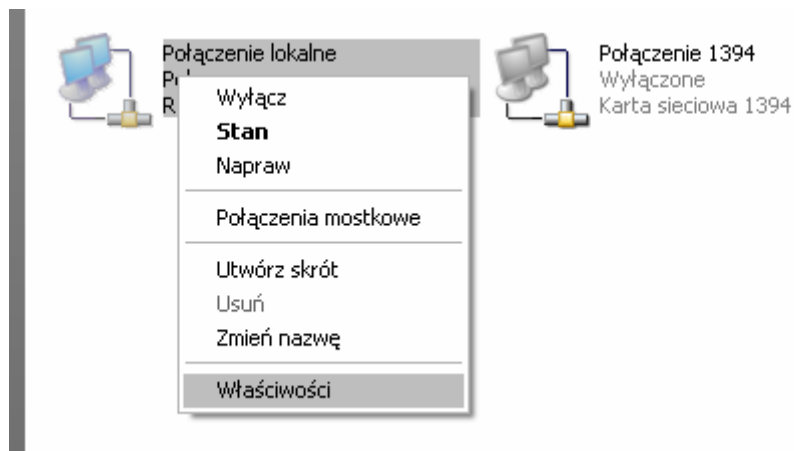 Połączenie lokalne
Połączenie 1394
Wyłączone
Karta sieciowa 1394
Wyłącz
Stan
Napraw
Połączenia mostkowe
Utwórz skrót
Usuń
Zmień nazwę
Właściwości